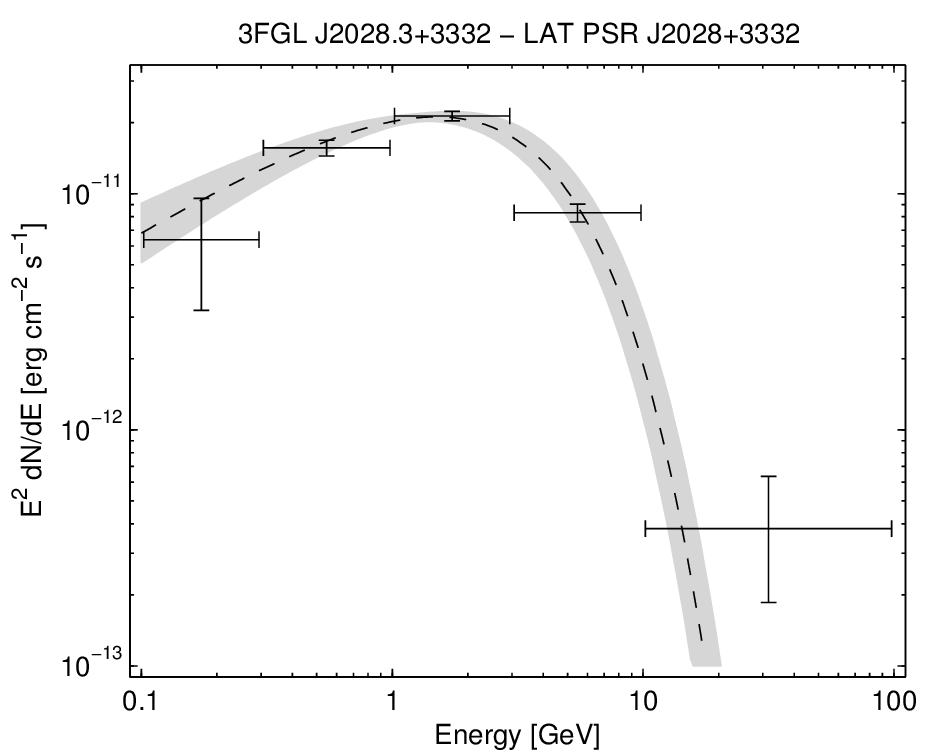 3FGL J2028.3+3332 – LAT PSR J2028+3332
E² dN/dE [erg cm⁻² s⁻¹]
10⁻¹¹
10⁻¹²
10⁻¹³
0.1 1 10 100
Energy [GeV]